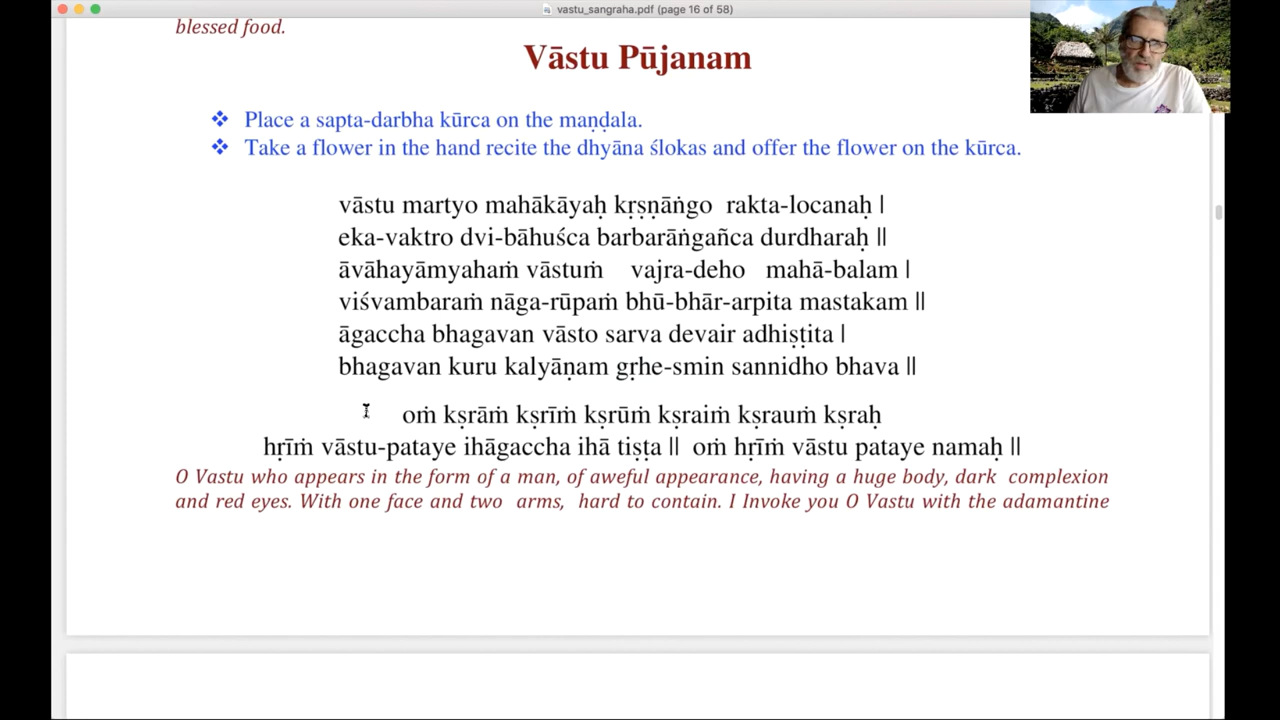 vastu_sangraha.pdf (page 16 of 58)
blessed food.
Vāstu Pūjanam
❖ Place a sapta-darbha kūrca on the maṇḍala.
❖ Take a flower in the hand recite the dhyāna ślokas and offer the flower on the kūrca.
vāstu martyo mahākāyaḥ kṛṣṇāṅgo rakta-locanaḥ |
eka-vaktro dvi-bāhuśca barbarāṅgañca durdharaḥ ||
āvāhayāmyahaṁ vāstuṁ vajra-deho mahā-balam |
viśvambaraṁ nāga-rūpaṁ bhū-bhār-arpita mastakam ||
āgaccha bhagavan vāsto sarva devair adhiṣṭita |
bhagavan kuru kalyāṇam gṛhe-smin sannidho bhava ||
oṁ kṣrāṁ kṣrīṁ kṣrūṁ kṣraiṁ kṣrauṁ kṣraḥ
hṛīṁ vāstu-pataye ihāgaccha ihā tiṣṭa || oṁ hṛīṁ vāstu pataye namaḥ ||
O Vastu who appears in the form of a man, of aweful appearance, having a huge body, dark complexion
and red eyes. With one face and two arms, hard to contain. I Invoke you O Vastu with the adamantine